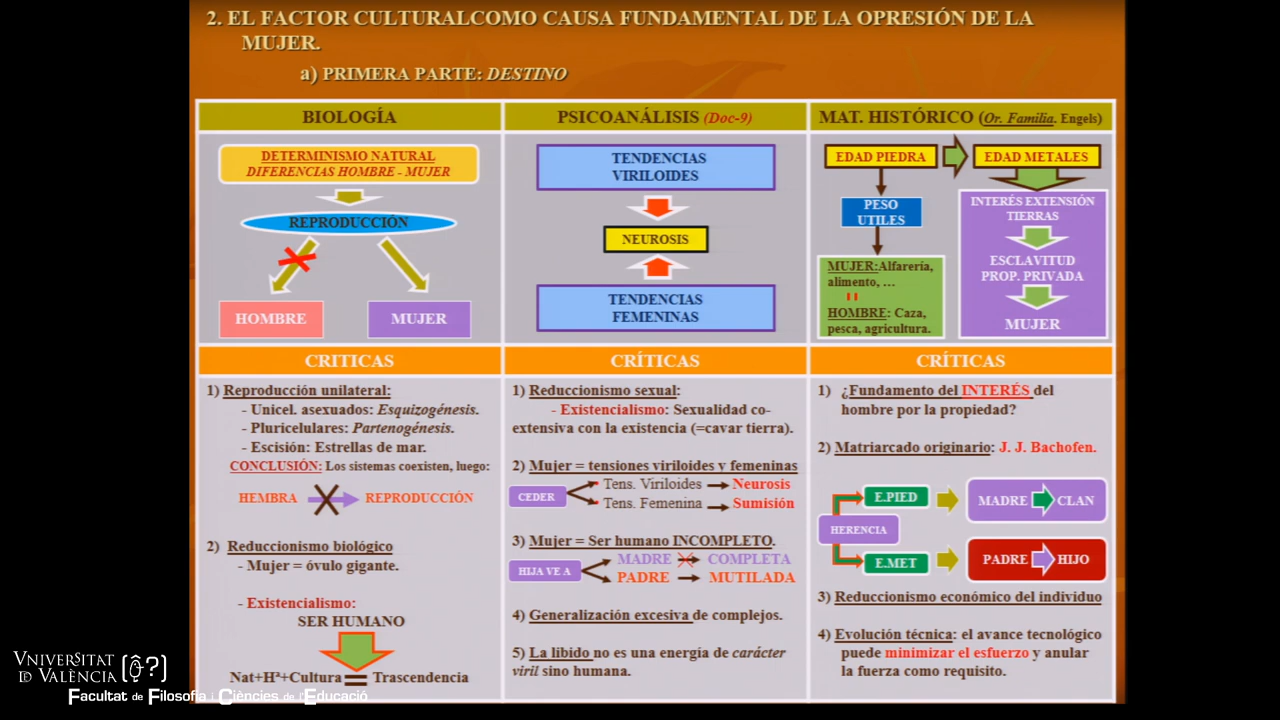 2. EL FACTOR CULTURALCOMO CAUSA FUNDAMENTAL DE LA OPRESIÓN DE LA
MUJER.
a) PRIMERA PARTE: DESTINO
BIOLOGÍA
DETERMINISMO NATURAL
DIFERENCIAS HOMBRE - MUJER
REPRODUCCIÓN
HOMBRE
MUJER
PSICOANÁLISIS (Doc-9)
TENDENCIAS
VIRILOIDES
NEUROSIS
TENDENCIAS
FEMENINAS
MAT. HISTÓRICO (Or. Familia. Engels)
EDAD PIEDRA
EDAD METALES
PESO
UTILES
MUJER:Alfarería,
alimento, …
HOMBRE: Caza,
pesca, agricultura.
INTERÉS EXTENSIÓN
TIERRAS
ESCLAVITUD
PROP. PRIVADA
MUJER
CRITICAS
1) Reproducción unilateral:
- Unicel. asexuados: Esquizogénesis.
- Pluricelulares: Partenogénesis.
- Escisión: Estrellas de mar.
CONCLUSIÓN: Los sistemas coexisten, luego:
HEMBRA REPRODUCCIÓN
2) Reduccionismo biológico
- Mujer = óvulo gigante.
- Existencialismo:
SER HUMANO
Nat+Hª+Cultura = Trascendencia
CRÍTICAS
1) Reduccionismo sexual:
- Existencialismo: Sexualidad co-
extensiva con la existencia (=cavar tierra).
2) Mujer = tensiones viriloides y femeninas
CEDER
Tens. Viriloides Neurosis
Tens. Femenina Sumisión
3) Mujer = Ser humano INCOMPLETO.
HIJA VE A
MADRE COMPLETA
PADRE MUTILADA
4) Generalización excesiva de complejos.
5) La líbido no es una energía de carácter
viril sino humana.
CRÍTICAS
1) ¿Fundamento del INTERÉS del
hombre por la propiedad?
2) Matriarcado originario: J. J. Bachofen.
HERENCIA
E.PIED
MADRE CLAN
E.MET
PADRE HIJO
3) Reduccionismo económico del individuo
4) Evolución técnica: el avance tecnológico
puede minimizar el esfuerzo y anular
la fuerza como requisito.
VNIVERSITAT
DE VALÈNCIA
Facultat de Filosofia i Ciències de l'Educació